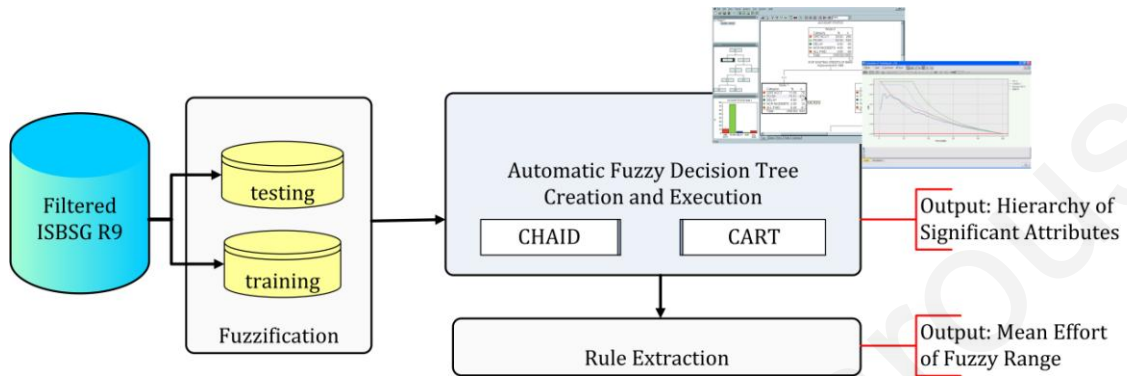 Filtered
ISBSG R9
testing
training
Fuzzification
Automatic Fuzzy Decision Tree
Creation and Execution
CHAID
CART
Rule Extraction
Output: Hierarchy of
Significant Attributes
Output: Mean Effort
of Fuzzy Range